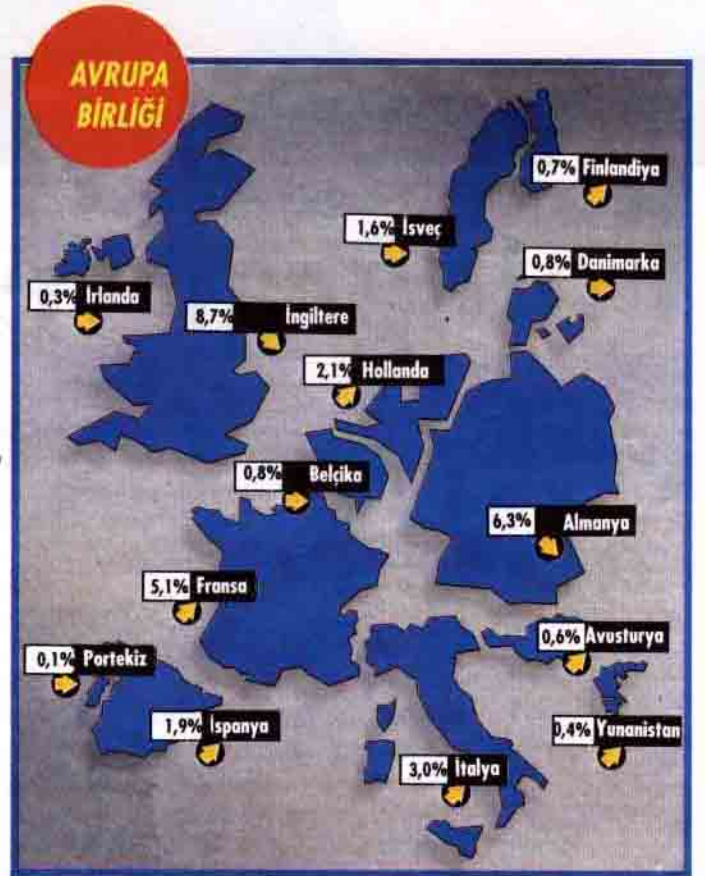 AVRUPA
BİRLİĞİ
0,7% Finlandiya
1,6% İsveç
0,8% Danimarka
0,3% İrlanda
8,7% İngiltere
2,1% Hollanda
0,8% Belçika
6,3% Almanya
5,1% Fransa
0,6% Avusturya
0,1% Portekiz
1,9% İspanya
0,4% Yunanistan
3,0% İtalya